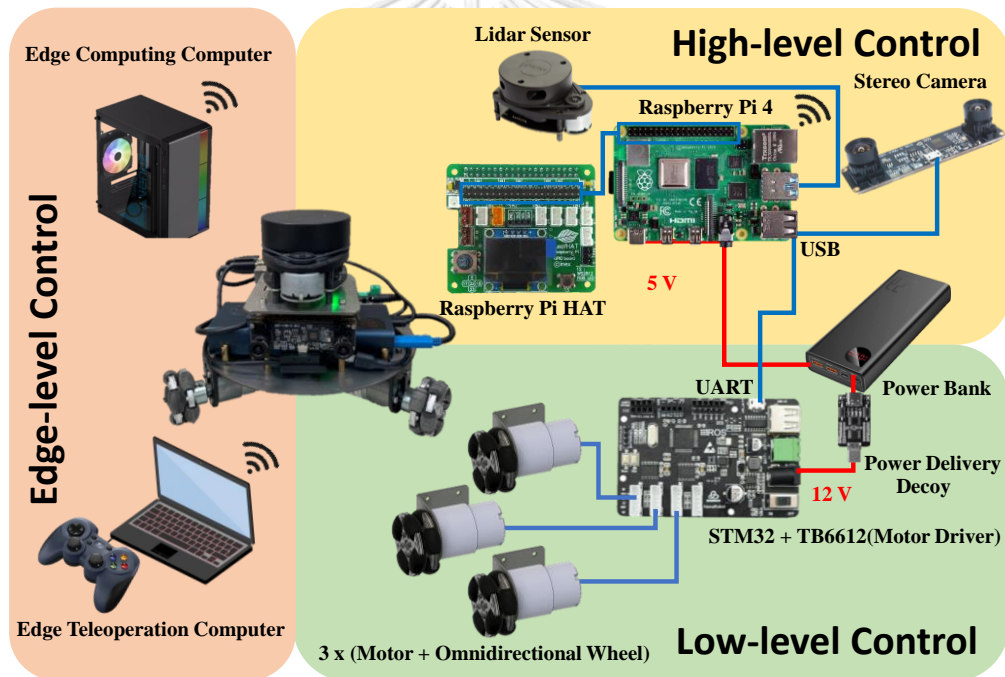 Edge-level Control
Edge Computing Computer
Edge Teleoperation Computer
High-level Control
Lidar Sensor
Raspberry Pi 4
Stereo Camera
HDMI
USB
Raspberry Pi HAT
5 V
UART
Power Bank
Power Delivery
Decoy
12 V
STM32 + TB6612(Motor Driver)
3 x (Motor + Omnidirectional Wheel)
Low-level Control